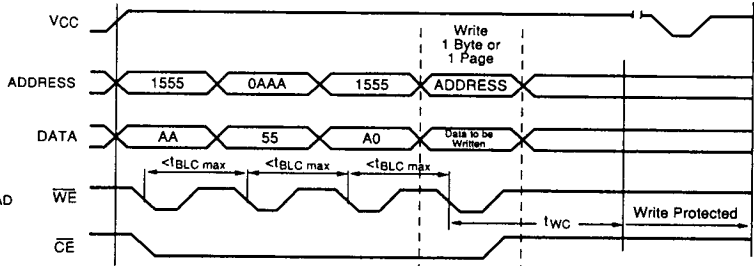 VCC
Write
1 Byte or
1 Page
ADDRESS 1555 0AAA 1555 ADDRESS
DATA AA 55 A0 Data to be
Written
<tBLC max <tBLC max <tBLC max
AD WE
tWC Write Protected
CE